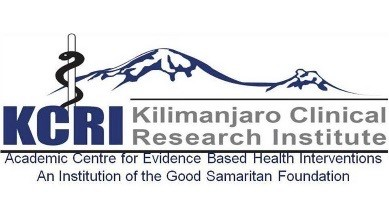 KCRI Kilimanjaro Clinical
Research Institute
Academic Centre for Evidence Based Health Interventions
An Institution of the Good Samaritan Foundation